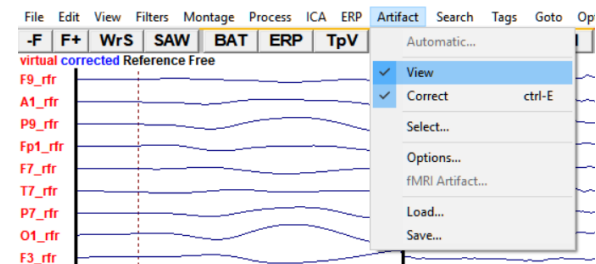 File Edit View Filters Montage Process ICA ERP Artifact Search Tags Goto Op
-F F+ WrS SAW BAT ERP TpV
Automatic...
virtual corrected Reference Free
View
F9_rfr
Correct ctrl-E
A1_rfr
P9_rfr
Select...
Fp1_rfr
Options...
F7_rfr
fMRI Artifact...
T7_rfr
P7_rfr
Load...
O1_rfr
Save...
F3_rfr